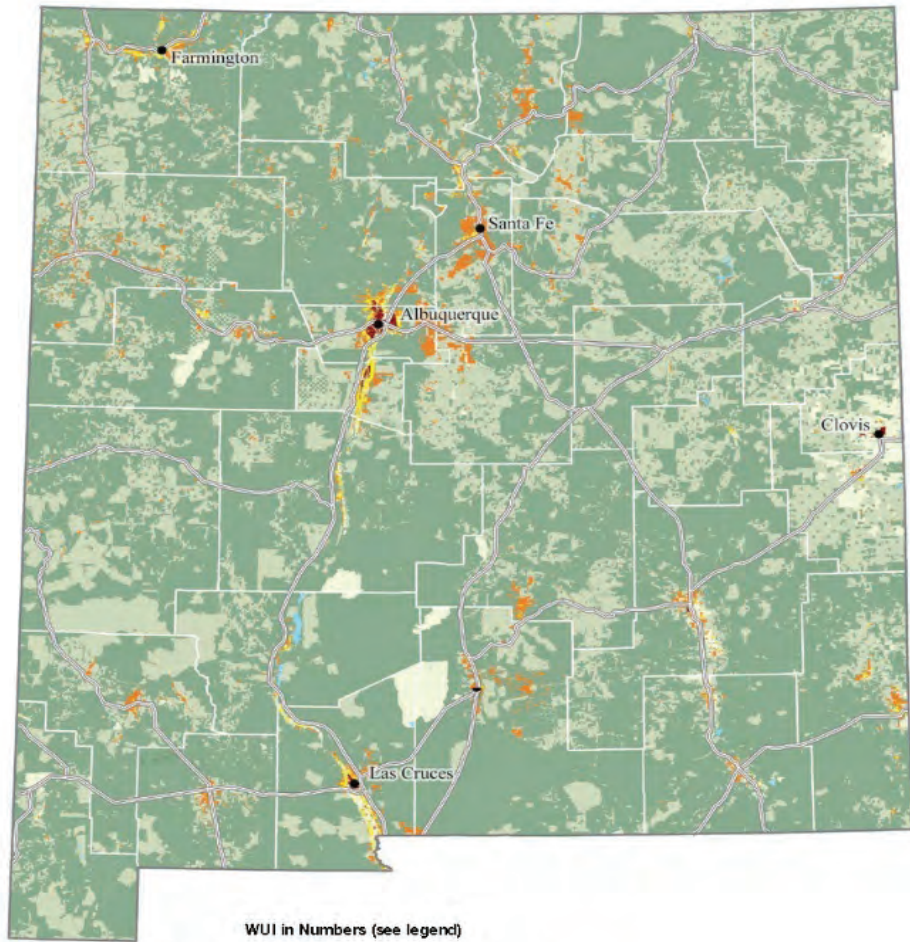 Farmington
Santa Fe
Albuquerque
Clovis
Las Cruces
WUI in Numbers (see legend)